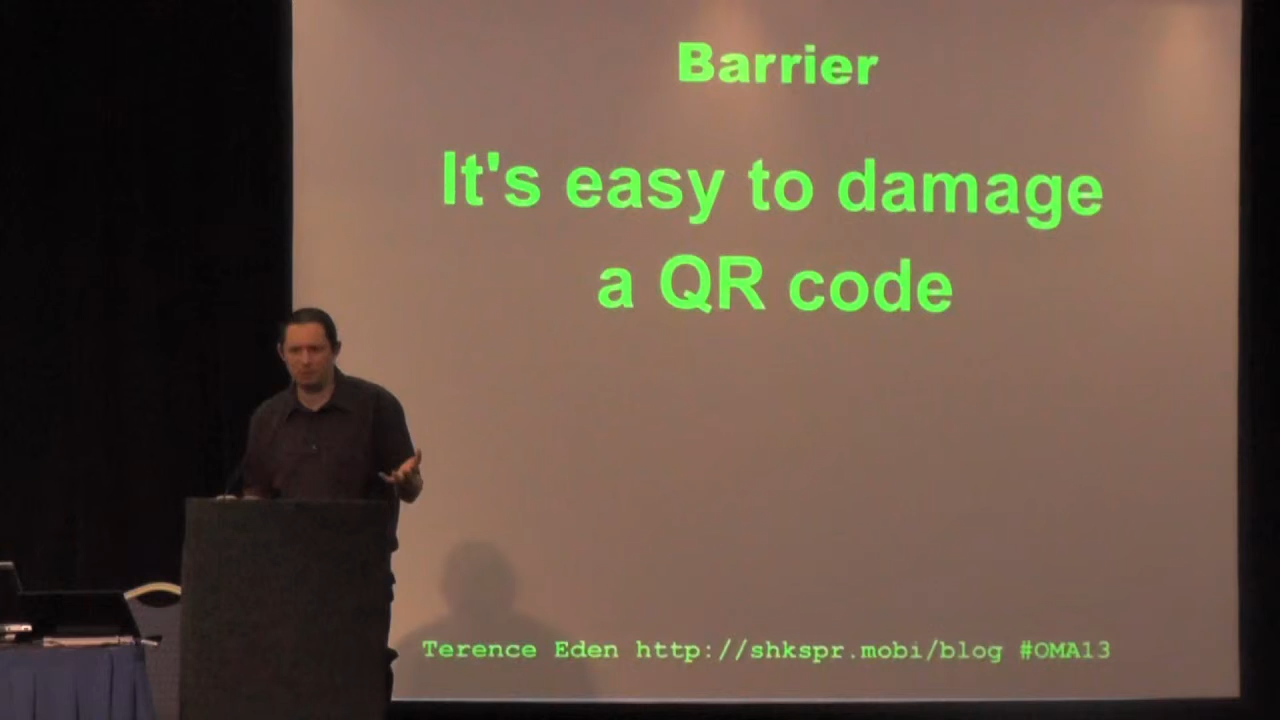 Barrier
It's easy to damage
a QR code
Terence Eden http://shkspr.mobi/blog #OMA13